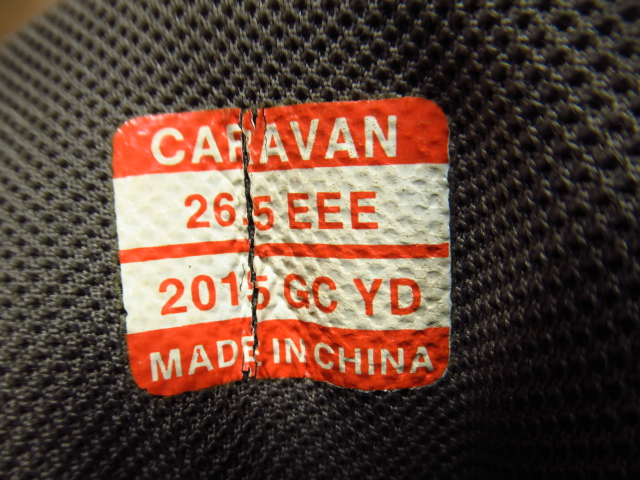 CARAVAN
26.5 EEE
2015 GC YD
MADE IN CHINA